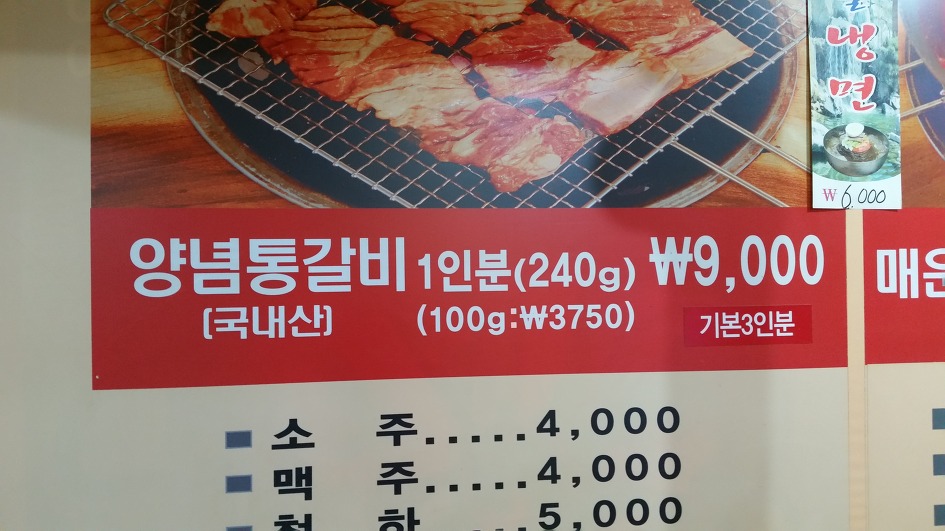 냉면
₩6,000
양념통갈비 1인분(240g) ₩9,000
(국내산) (100g:₩3750) 기본3인분
소 주.....4,000
맥 주.....4,000
5,000